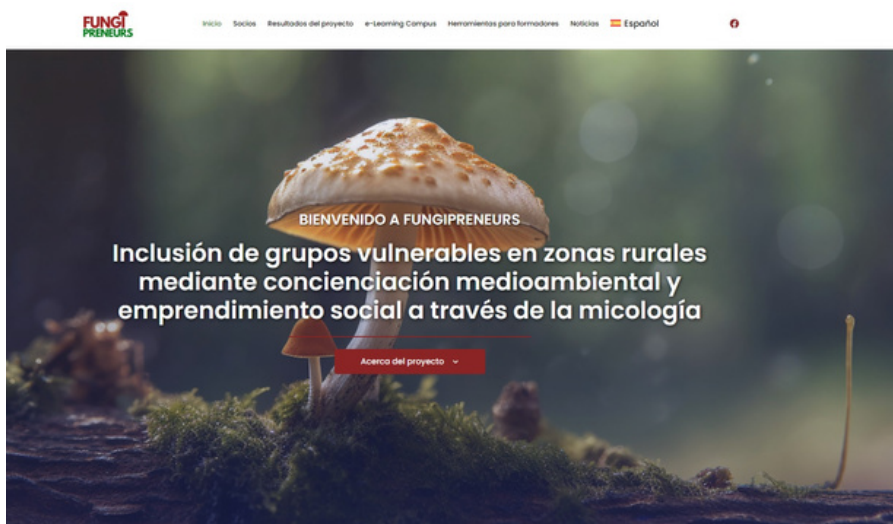 FUNGI
PRENEURS
Inicio Socios Resultados del proyecto e-Learning Campus Herramientas para formadores Noticias Español
BIENVENIDO A FUNGIPRENEURS
Inclusión de grupos vulnerables en zonas rurales
mediante concienciación medioambiental y
emprendimiento social a través de la micología
Acerca del proyecto